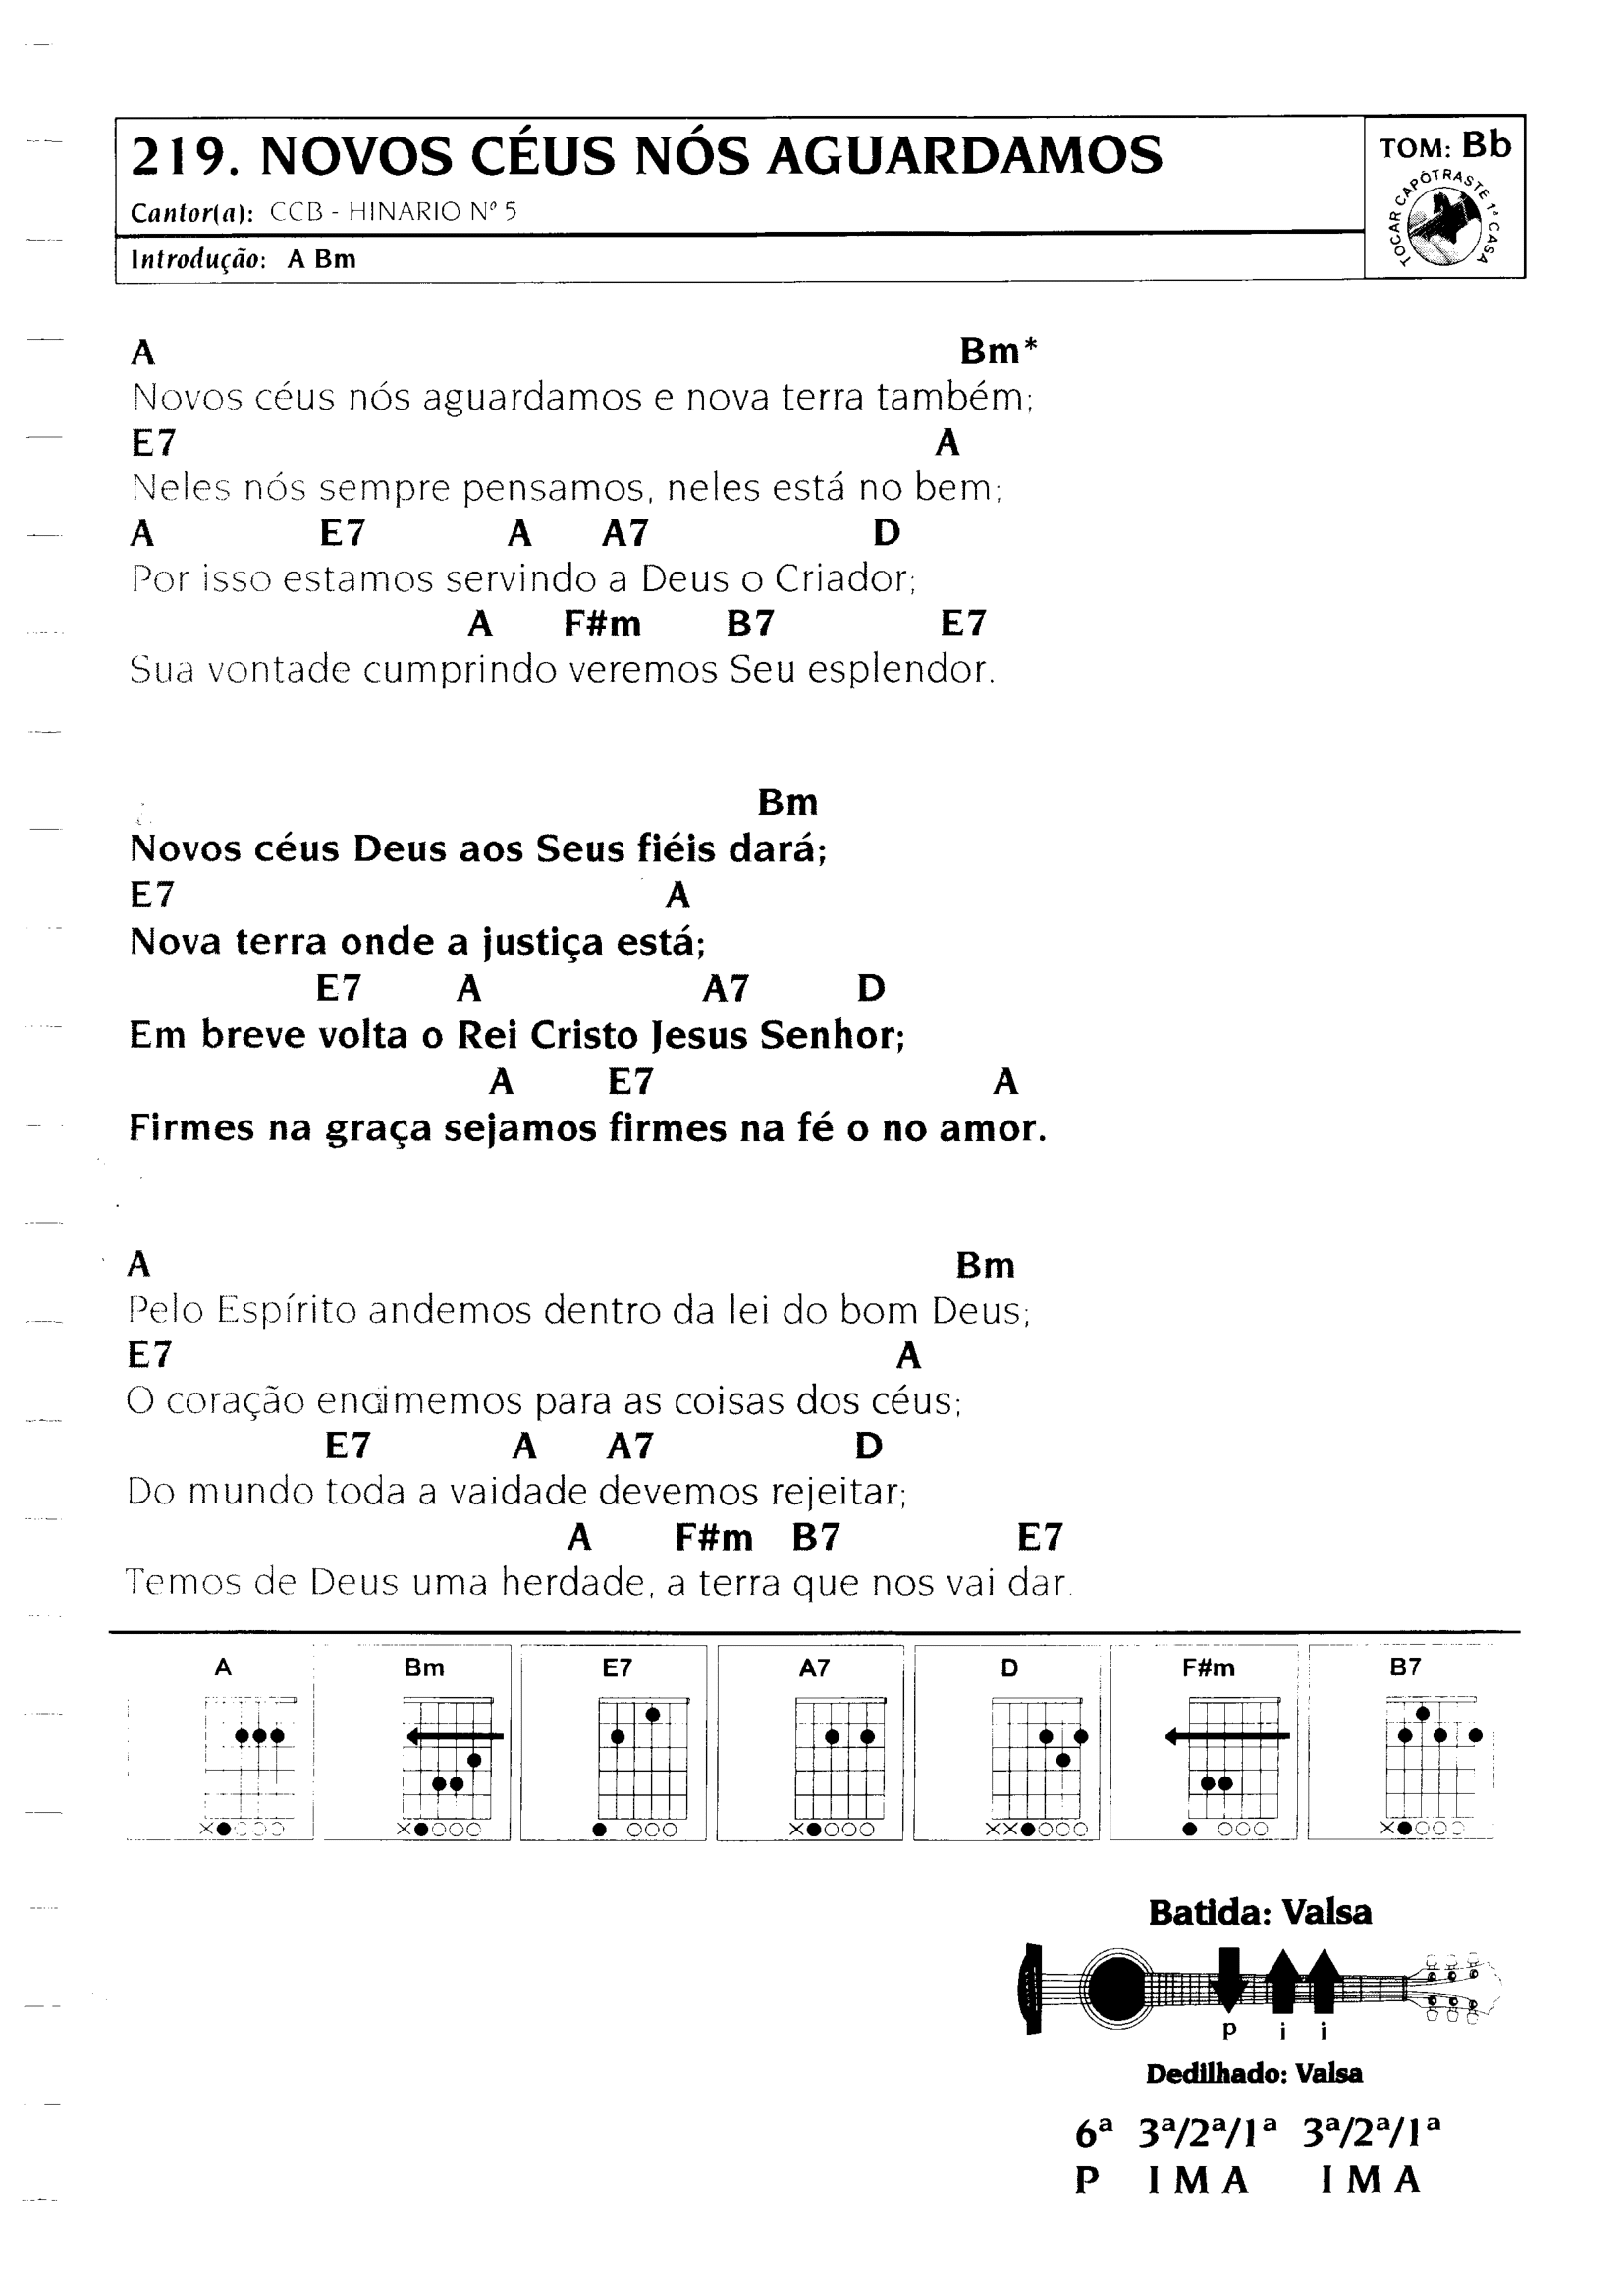 219. NOVOS CÉUS NÓS AGUARDAMOS
Cantor(a): CCB - HINARIO Nº 5
Introdução: A Bm
TOM: Bb
TOCAR CAPÔTRASTE 1ª CASA
A Bm*
Novos céus nós aguardamos e nova terra também;
E7 A
Neles nós sempre pensamos, neles está no bem;
A E7 A A7 D
Por isso estamos servindo a Deus o Criador;
A F#m B7 E7
Sua vontade cumprindo veremos Seu esplendor.
Bm
Novos céus Deus aos Seus fiéis dará;
E7 A
Nova terra onde a justiça está;
E7 A A7 D
Em breve volta o Rei Cristo Jesus Senhor;
A E7 A
Firmes na graça sejamos firmes na fé o no amor.
A Bm
Pelo Espírito andemos dentro da lei do bom Deus;
E7 A
O coração encimemos para as coisas dos céus;
E7 A A7 D
Do mundo toda a vaidade devemos rejeitar;
A F#m B7 E7
Temos de Deus uma herdade, a terra que nos vai dar.
A Bm E7 A7 D F#m B7
Batida: Valsa
p i i
Dedilhado: Valsa
6ª 3ª/2ª/1ª 3ª/2ª/1ª
P I M A I M A